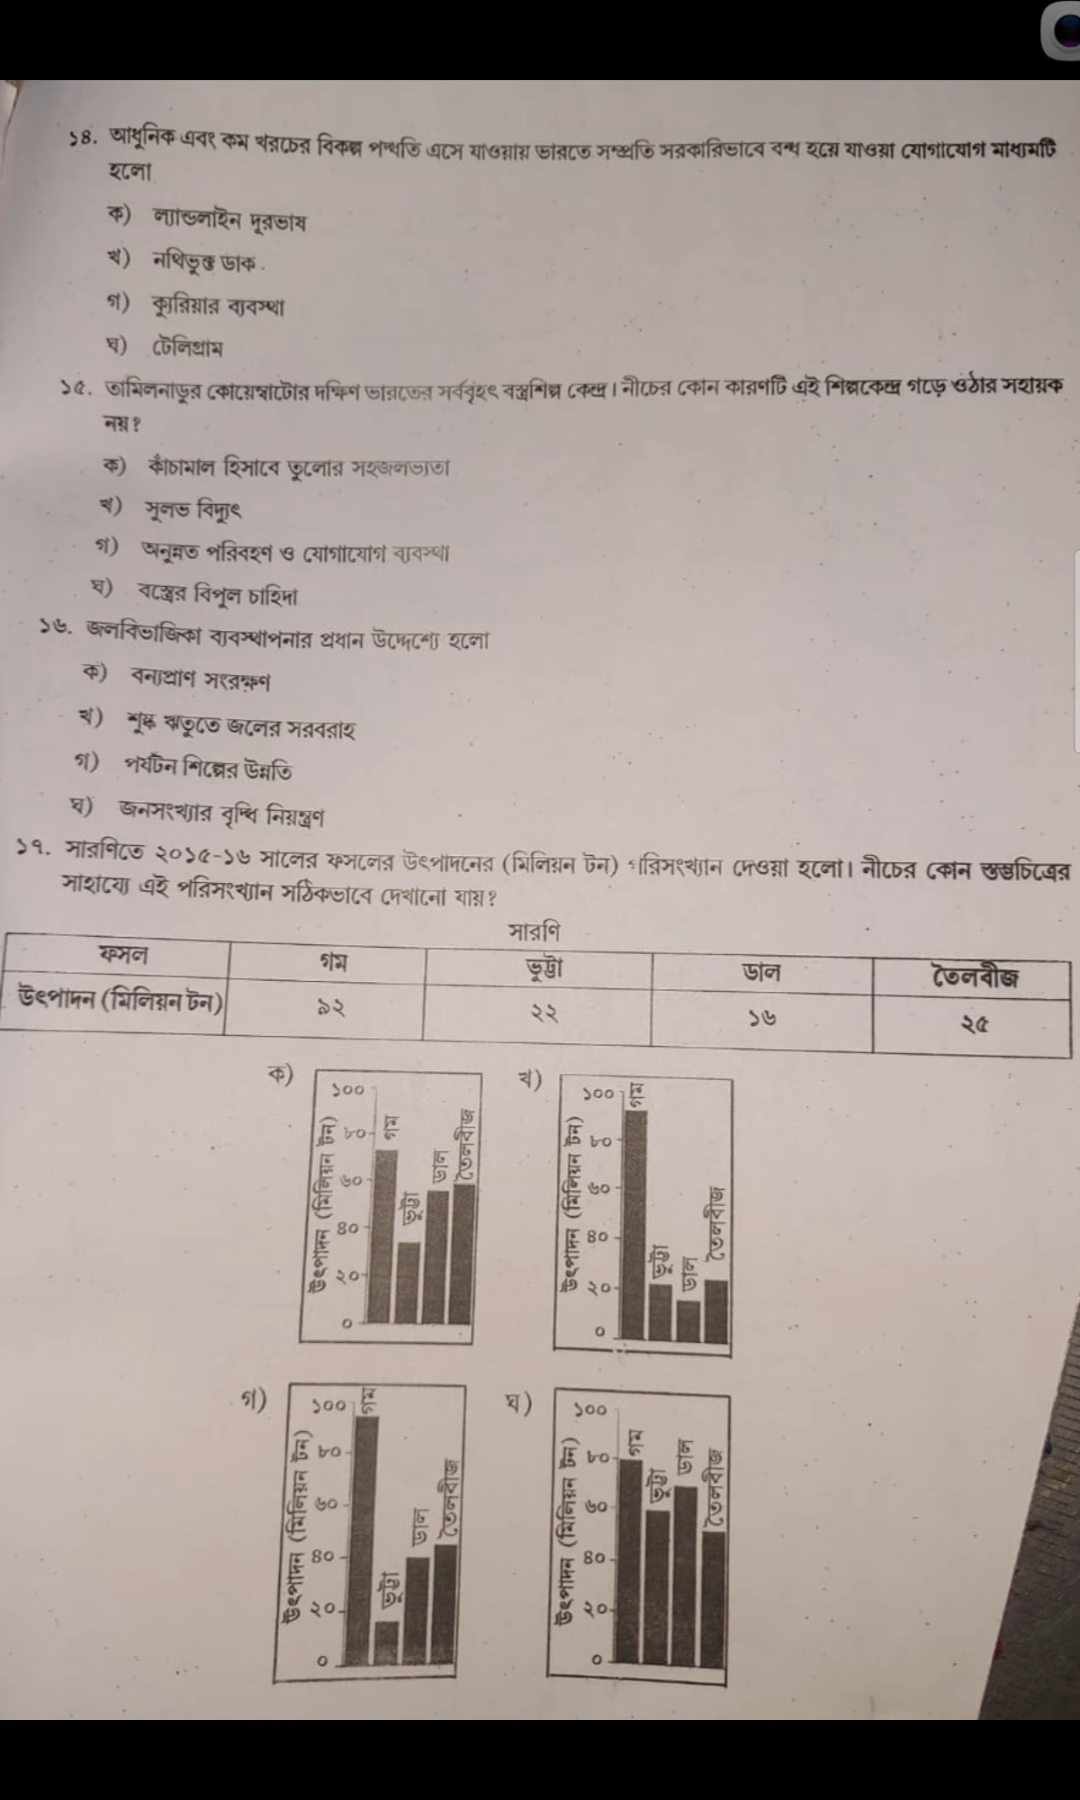 ১৪. আধুনিক এবং কম খরচের বিকল্প পদ্ধতি এসে যাওয়ায় ভারতে সম্প্রতি সরকারিভাবে বন্ধ হয়ে যাওয়া যোগাযোগ মাধ্যমটি
হলো
ক) ল্যান্ডলাইন দূরভাষ
খ) নথিভুক্ত ডাক
গ) ক্যুরিয়ার ব্যবস্থা
ঘ) টেলিগ্রাম
১৫. তামিলনাড়ুর কোয়েম্বাটোর দক্ষিণ ভারতের সর্ববৃহৎ বস্ত্রশিল্প কেন্দ্র। নীচের কোন কারণটি এই শিল্পকেন্দ্র গড়ে ওঠার সহায়ক
নয়?
ক) কাঁচামাল হিসাবে তুলোর সহজলভ্যতা
খ) সুলভ বিদ্যুৎ
গ) অনুন্নত পরিবহণ ও যোগাযোগ ব্যবস্থা
ঘ) বস্ত্রের বিপুল চাহিদা
১৬. জলবিভাজিকা ব্যবস্থাপনার প্রধান উদ্দেশ্যে হলো
ক) বন্যপ্রাণ সংরক্ষণ
খ) শুষ্ক ঋতুতে জলের সরবরাহ
গ) পর্যটন শিল্পের উন্নতি
ঘ) জনসংখ্যার বৃদ্ধি নিয়ন্ত্রণ
১৭. সারণিতে ২০১৫-১৬ সালের ফসলের উৎপাদনের (মিলিয়ন টন) পরিসংখ্যান দেওয়া হলো। নীচের কোন স্তম্ভচিত্রের
সাহায্যে এই পরিসংখ্যান সঠিকভাবে দেখানো যায়?
সারণি
ফসল গম ভুট্টা ডাল তৈলবীজ
উৎপাদন (মিলিয়ন টন) ৯২ ২২ ১৬ ২৫
ক)
উৎপাদন (মিলিয়ন টন)
১০০
৮০
৬০
৪০
২০
০
গম
ভুট্টা
ডাল
তৈলবীজ
খ)
উৎপাদন (মিলিয়ন টন)
১০০
৮০
৬০
৪০
২০
০
গম
ভুট্টা
ডাল
তৈলবীজ
গ)
উৎপাদন (মিলিয়ন টন)
১০০
৮০
৬০
৪০
২০
০
গম
ভুট্টা
ডাল
তৈলবীজ
ঘ)
উৎপাদন (মিলিয়ন টন)
১০০
৮০
৬০
৪০
২০
০
গম
ভুট্টা
ডাল
তৈলবীজ